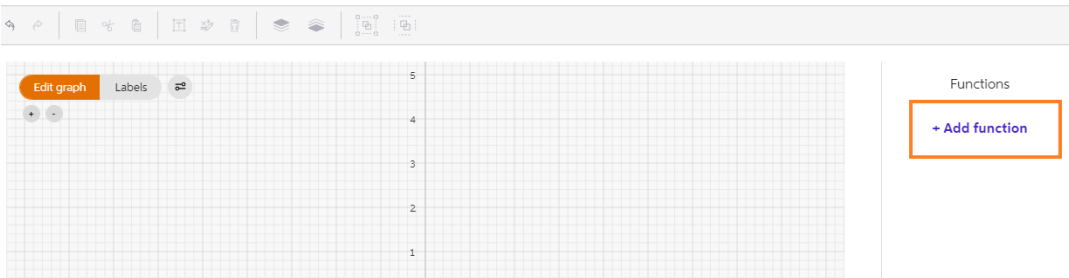 Edit graph
Labels
+ -
5
4
3
2
1
Functions
+ Add function